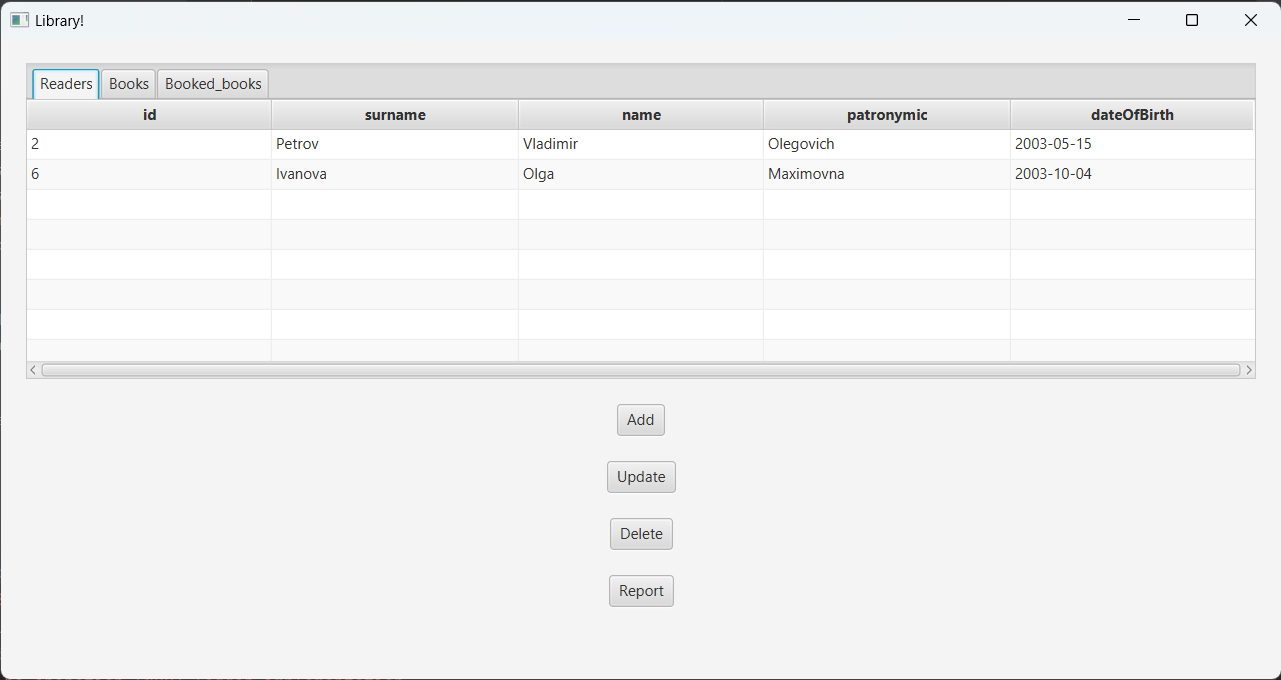 Library!
Readers Books Booked_books
id surname name patronymic dateOfBirth
2 Petrov Vladimir Olegovich 2003-05-15
6 Ivanova Olga Maximovna 2003-10-04
Add
Update
Delete
Report